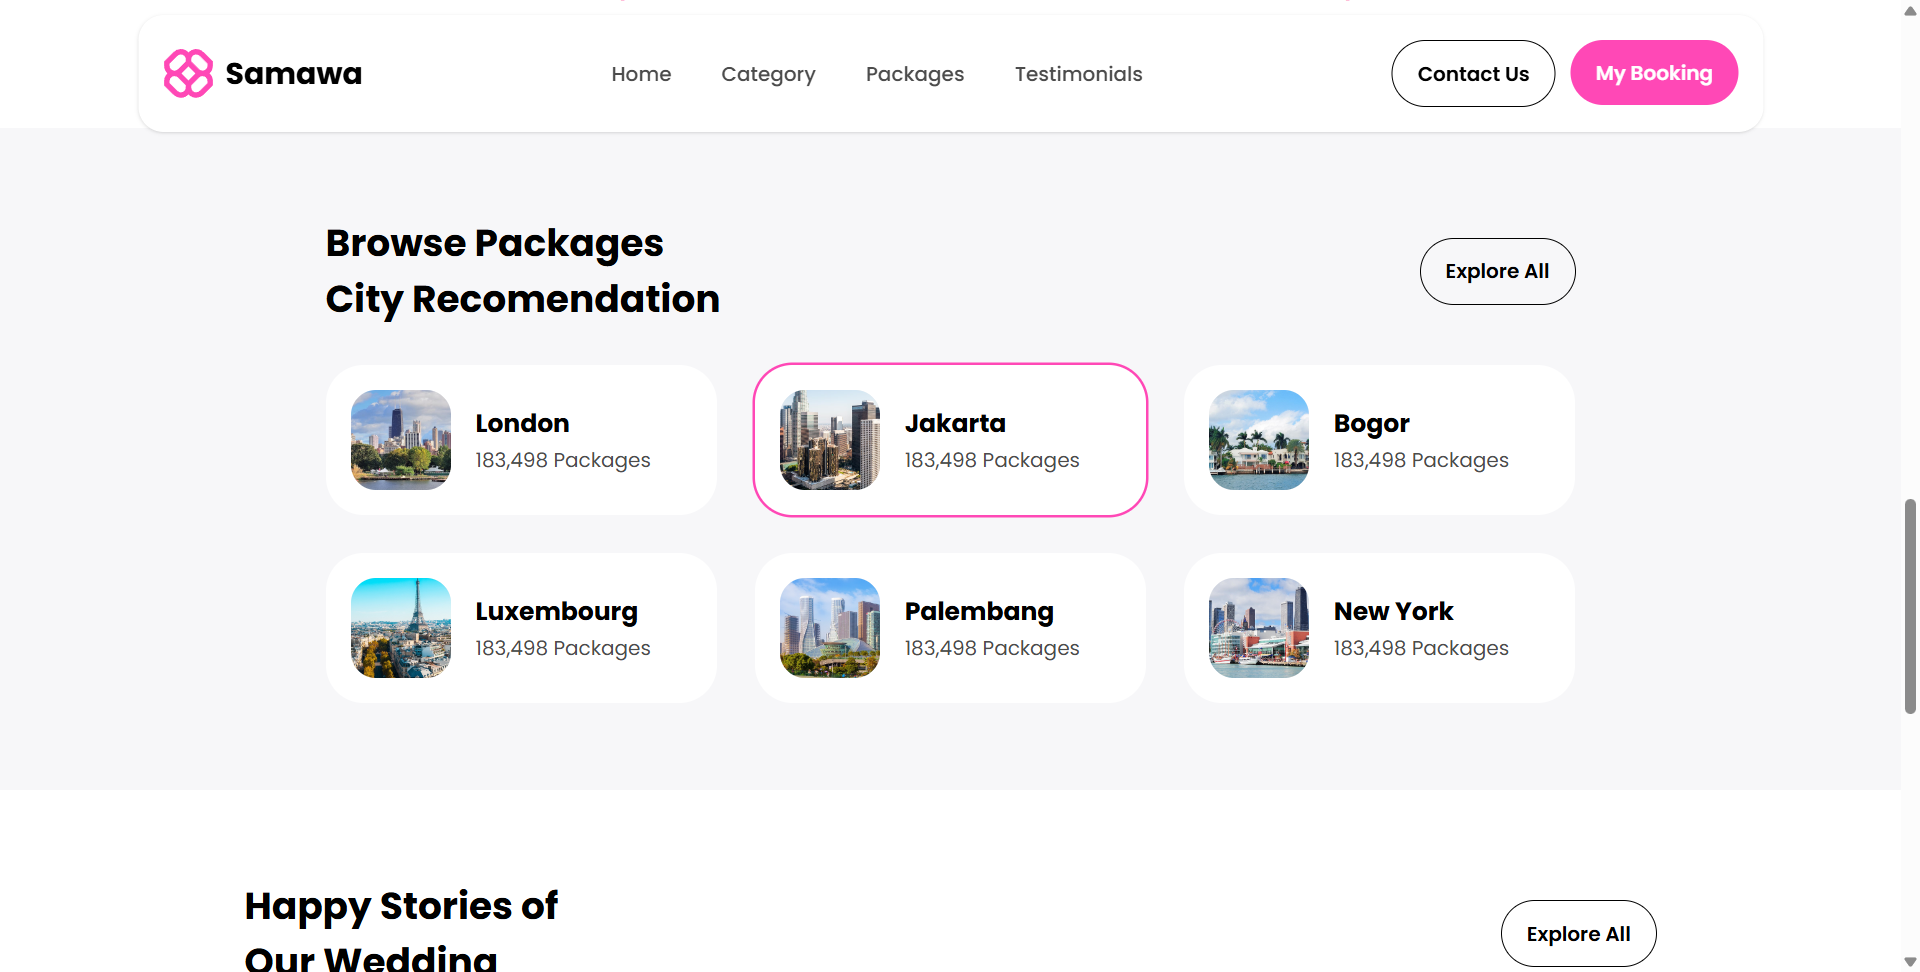 Samawa
Home
Category
Packages
Testimonials
Contact Us
My Booking
Browse Packages
City Recomendation
Explore All
London
183,498 Packages
Jakarta
183,498 Packages
Bogor
183,498 Packages
Luxembourg
183,498 Packages
Palembang
183,498 Packages
New York
183,498 Packages
Happy Stories of
Our Wedding
Explore All